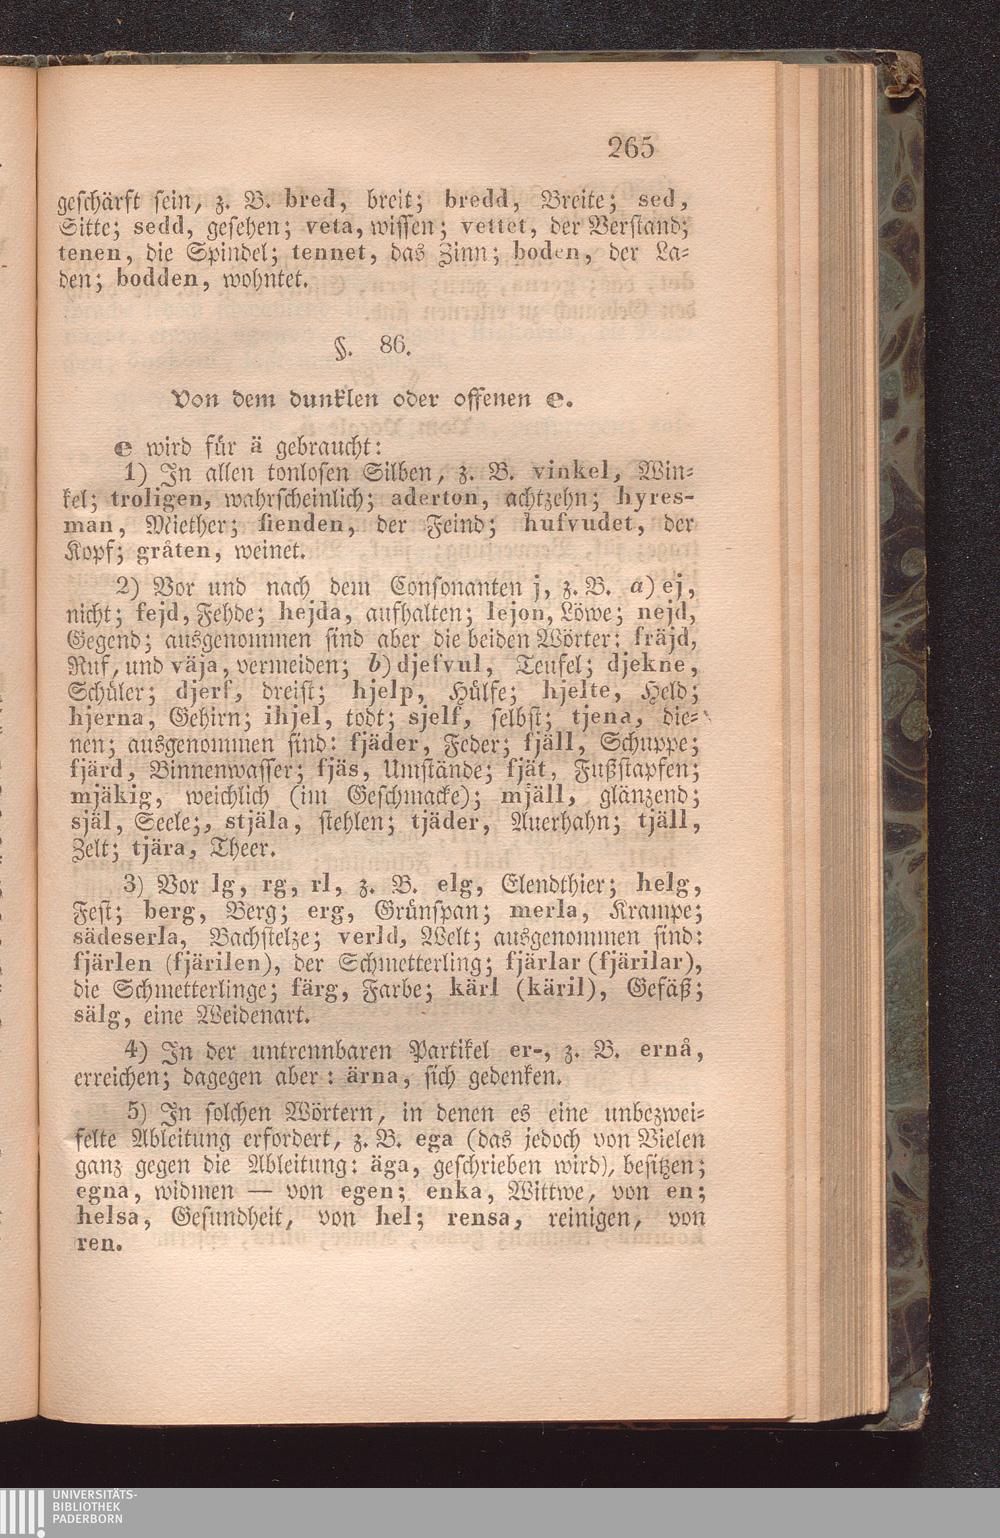 265
geschärft sein, z. B. bred, breit; bredd, Breite; sed,
Sitte; sedd, gesehen; veta, wissen; vettet, der Verstand;
tenen, die Spindel; tennet, das Zinn; boden, der La-
den; bodden, wohntet.
§. 86.
Von dem dunklen oder offenen e.
e wird für ä gebraucht:
1) In allen tonlosen Silben, z. B. vinkel, Win-
kel; troligen, wahrscheinlich; aderton, achtzehn; hyres-
man, Miether; fienden, der Feind; hufvudet, der
Kopf; gråten, weinet.
2) Vor und nach dem Consonanten j, z. B. a) ej,
nicht; fejd, Fehde; hejda, aufhalten; lejon, Löwe; nejd,
Gegend; ausgenommen sind aber die beiden Wörter: fräjd,
Ruf, und väja, vermeiden; b) djefvul, Teufel; djekne,
Schüler; djerf, dreist; hjelp, Hülfe; hjelte, Held;
hjerna, Gehirn; ihjel, todt; sjelf, selbst; tjena, die-
nen; ausgenommen sind: fjäder, Feder; fjäll, Schuppe;
fjärd, Binnenwasser; fjäs, Umstände; fjät, Fußstapfen;
mjäkig, weichlich (im Geschmacke); mjäll, glänzend;
själ, Seele;, stjäla, stehlen; tjäder, Auerhahn; tjäll,
Zelt; tjära, Theer.
3) Vor lg, rg, rl, z. B. elg, Elendthier; helg,
Fest; berg, Berg; erg, Grünspan; merla, Krampe;
sädeserla, Bachstelze; verld, Welt; ausgenommen sind:
fjärlen (fjärilen), der Schmetterling; fjärlar (fjärilar),
die Schmetterlinge; färg, Farbe; kärl (käril), Gefäß;
sälg, eine Weidenart.
4) In der untrennbaren Partikel er-, z. B. ernå,
erreichen; dagegen aber: ärna, sich gedenken.
5) In solchen Wörtern, in denen es eine unbezwei-
felte Ableitung erfordert, z. B. ega (das jedoch von Vielen
ganz gegen die Ableitung: äga, geschrieben wird), besitzen;
egna, widmen — von egen; enka, Wittwe, von en;
helsa, Gesundheit, von hel; rensa, reinigen, von
ren.
UNIVERSITÄTS-
BIBLIOTHEK
PADERBORN